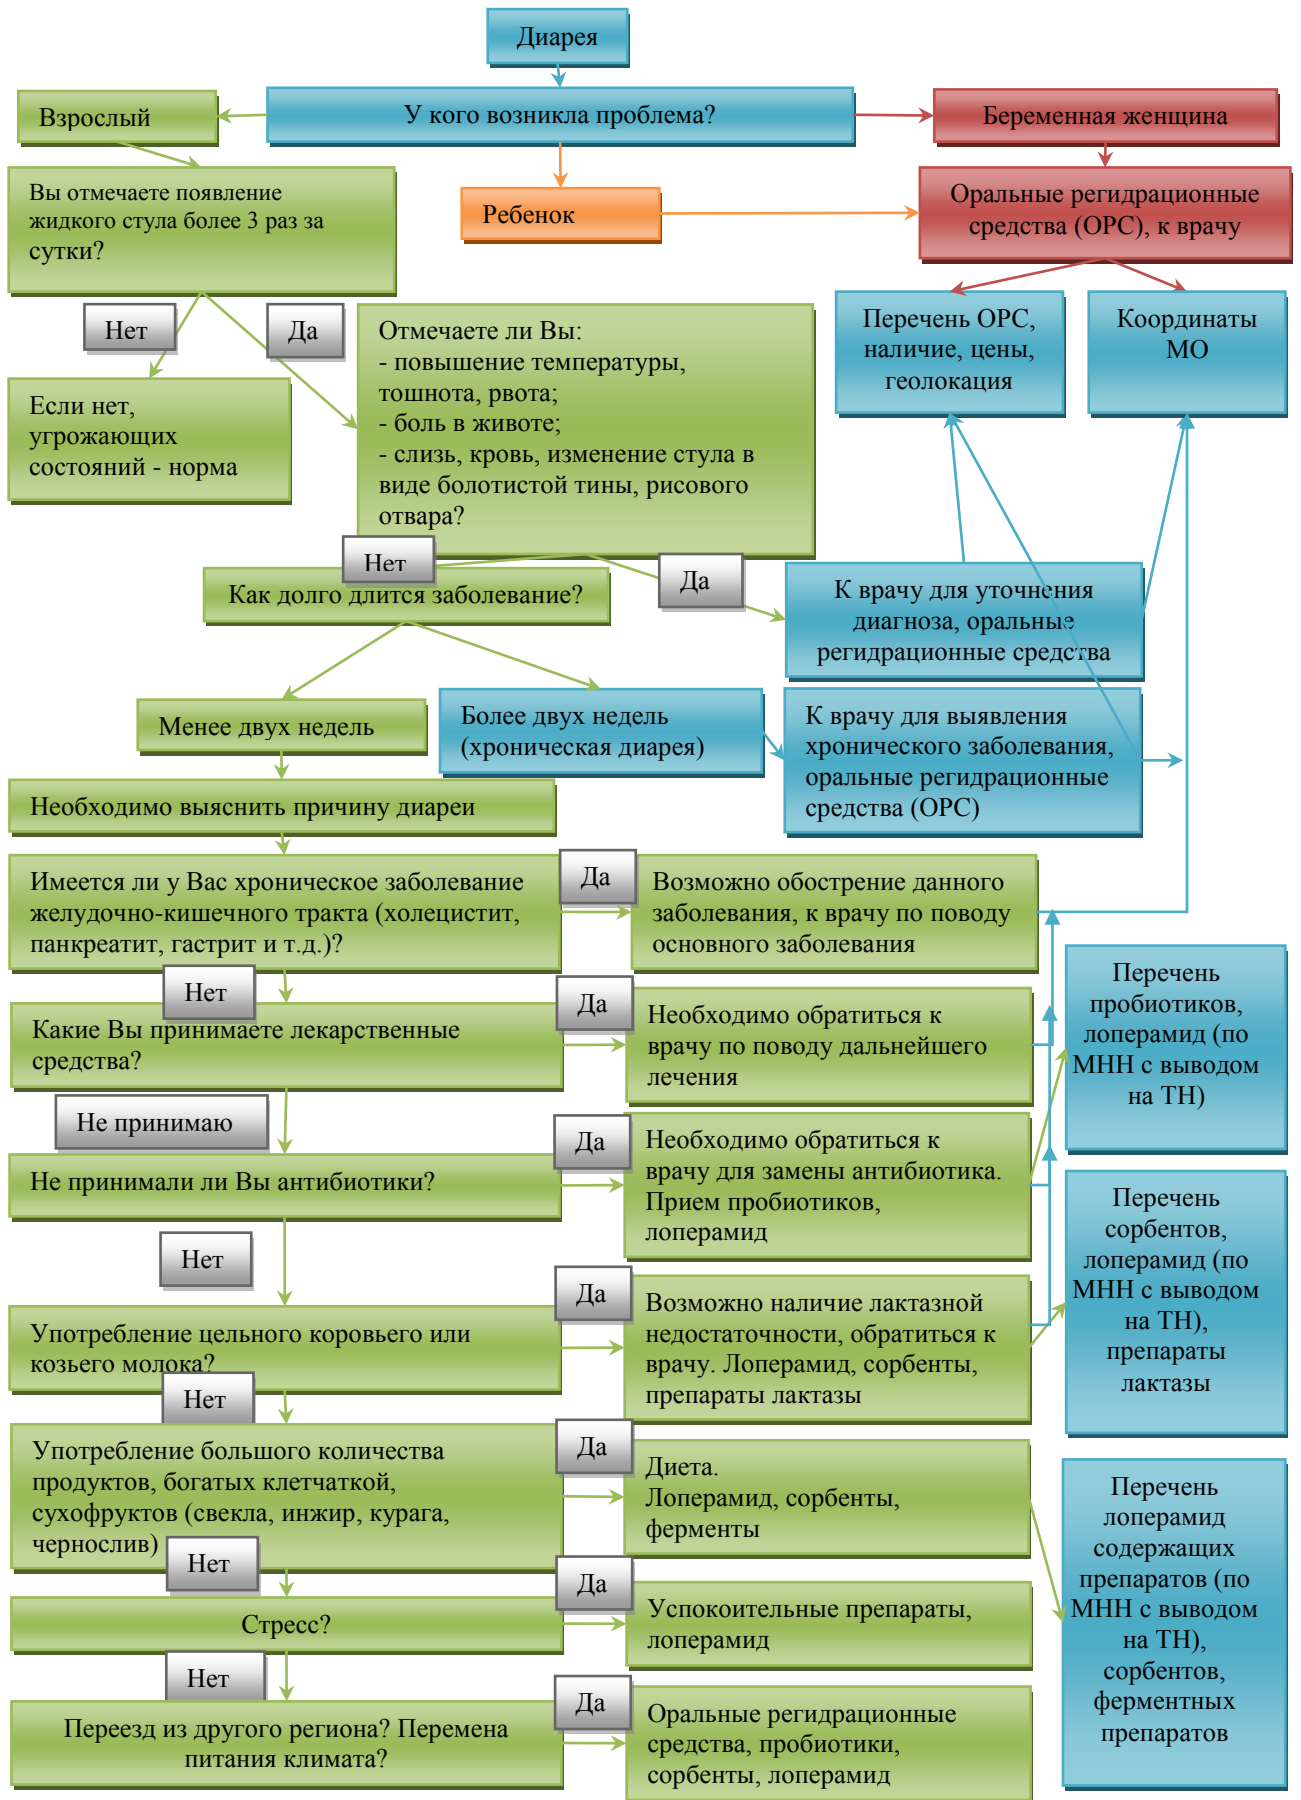 Диарея
У кого возникла проблема?
Взрослый
Беременная женщина
Вы отмечаете появление
жидкого стула более 3 раз за
сутки?
Ребенок
Оральные регидрационные
средства (ОРС), к врачу
Нет
Да
Отмечаете ли Вы:
- повышение температуры,
тошнота, рвота;
- боль в животе;
- слизь, кровь, изменение стула в
виде болотистой тины, рисового
отвара?
Перечень ОРС,
наличие, цены,
геолокация
Координаты
МО
Если нет,
угрожающих
состояний - норма
Нет
Да
Как долго длится заболевание?
К врачу для уточнения
диагноза, оральные
регидрационные средства
Менее двух недель
Более двух недель
(хроническая диарея)
К врачу для выявления
хронического заболевания,
оральные регидрационные
средства (ОРС)
Необходимо выяснить причину диареи
Имеется ли у Вас хроническое заболевание
желудочно-кишечного тракта (холецистит,
панкреатит, гастрит и т.д.)?
Да
Возможно обострение данного
заболевания, к врачу по поводу
основного заболевания
Нет
Какие Вы принимаете лекарственные
средства?
Да
Необходимо обратиться к
врачу по поводу дальнейшего
лечения
Перечень
пробиотиков,
лоперамид (по
МНН с выводом
на ТН)
Не принимаю
Не принимали ли Вы антибиотики?
Да
Необходимо обратиться к
врачу для замены антибиотика.
Прием пробиотиков,
лоперамид
Перечень
сорбентов,
лоперамид (по
МНН с выводом
на ТН),
препараты
лактазы
Нет
Употребление цельного коровьего или
козьего молока?
Да
Возможно наличие лактазной
недостаточности, обратиться к
врачу. Лоперамид, сорбенты,
препараты лактазы
Нет
Употребление большого количества
продуктов, богатых клетчаткой,
сухофруктов (свекла, инжир, курага,
чернослив)
Да
Диета.
Лоперамид, сорбенты,
ферменты
Перечень
лоперамид
содержащих
препаратов (по
МНН с выводом
на ТН),
сорбентов,
ферментных
препаратов
Нет
Стресс?
Да
Успокоительные препараты,
лоперамид
Нет
Переезд из другого региона? Перемена
питания климата?
Да
Оральные регидрационные
средства, пробиотики,
сорбенты, лоперамид